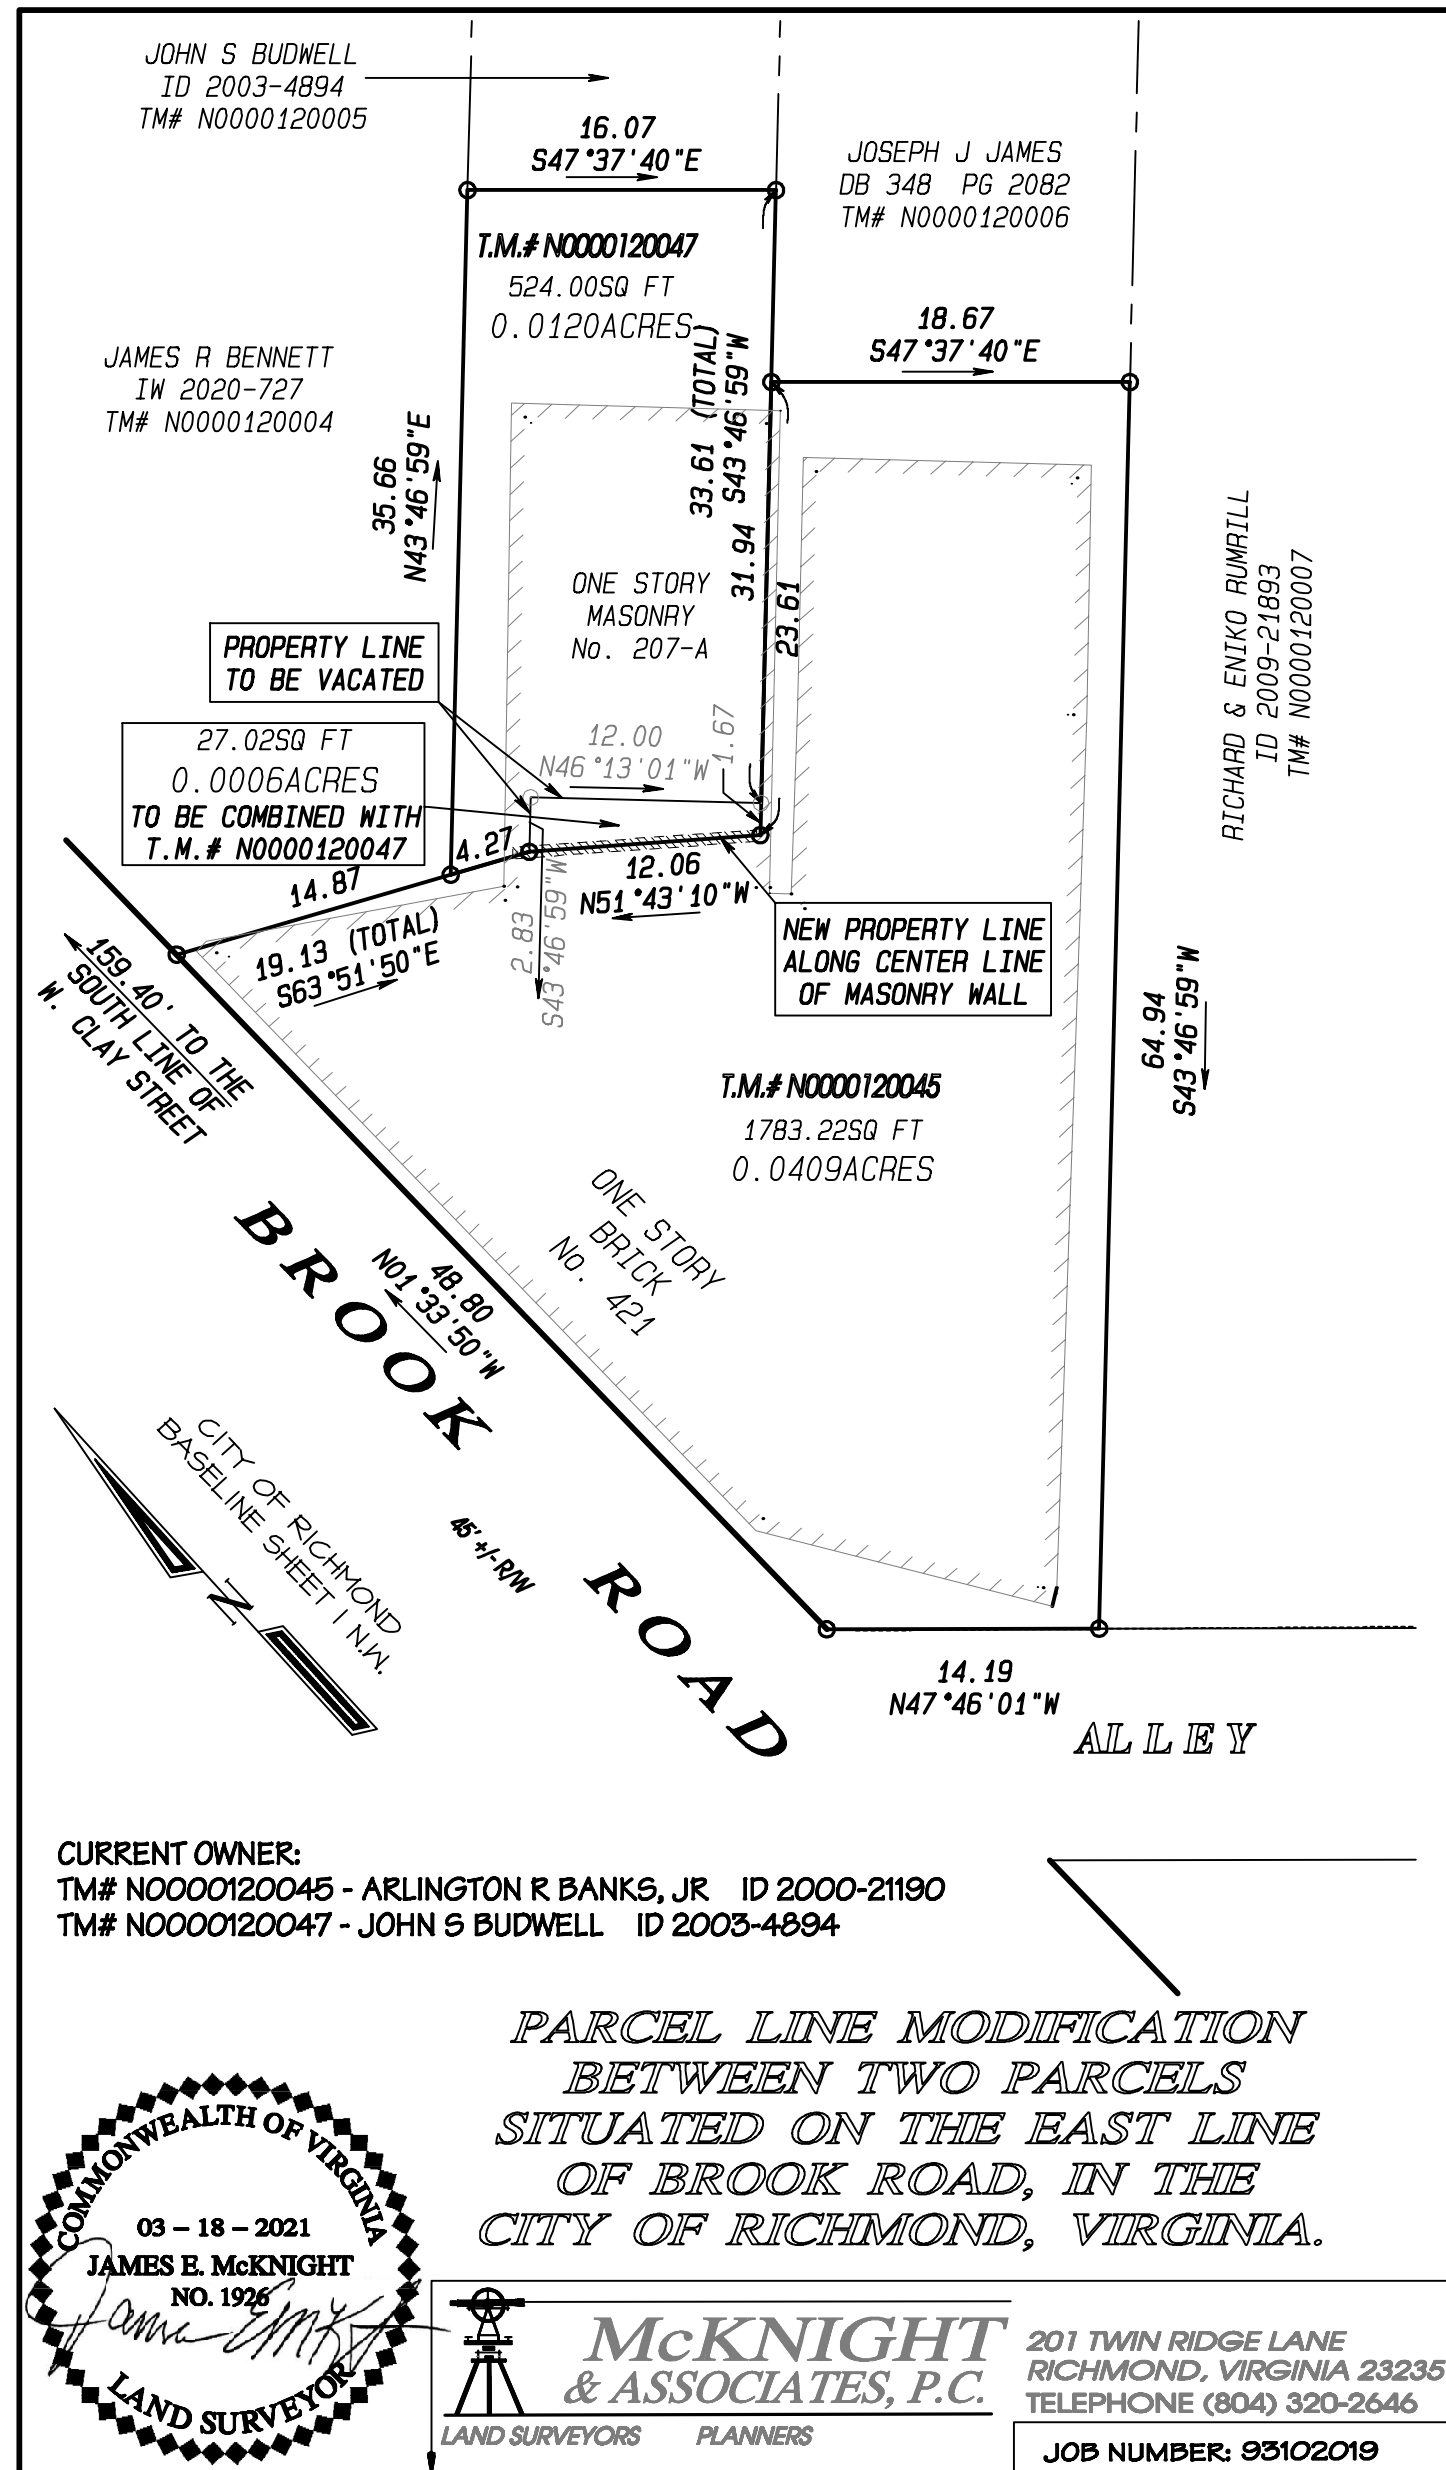 JOHN S BUDWELL
ID 2003-4894
TM# N0000120005
16.07
S47°37'40"E
JOSEPH J JAMES
DB 348 PG 2082
TM# N0000120006
T.M.# N0000120047
524.00SQ FT
0.0120ACRES
18.67
S47°37'40"E
JAMES R BENNETT
IW 2020-727
TM# N0000120004
35.66
N43°46'59"E
33.61 (TOTAL)
S43°46'59"W
31.94
23.61
ONE STORY
MASONRY
No. 207-A
RICHARD & ENIKO RUMRILL
ID 2009-21893
TM# N0000120007
PROPERTY LINE
TO BE VACATED
27.02SQ FT
0.0006ACRES
TO BE COMBINED WITH
T.M.# N0000120047
12.00
N46°13'01"W
1.67
4.27
14.87
12.06
N51°43'10"W
2.83
S43°46'59"W
19.13 (TOTAL)
S63°51'50"E
NEW PROPERTY LINE
ALONG CENTER LINE
OF MASONRY WALL
159.40' TO THE
SOUTH LINE OF
W. CLAY STREET
64.94
S43°46'59"W
T.M.# N0000120045
1783.22SQ FT
0.0409ACRES
ONE STORY
BRICK
No. 421
48.80
N01°33'50"W
BROOK ROAD
45' +/- R/W
CITY OF RICHMOND
BASELINE SHEET 1 N.W.
N
14.19
N47°46'01"W
ALLEY
CURRENT OWNER:
TM# N0000120045 - ARLINGTON R BANKS, JR ID 2000-21190
TM# N0000120047 - JOHN S BUDWELL ID 2003-4894
PARCEL LINE MODIFICATION
BETWEEN TWO PARCELS
SITUATED ON THE EAST LINE
OF BROOK ROAD, IN THE
CITY OF RICHMOND, VIRGINIA.
COMMONWEALTH OF VIRGINIA
03 – 18 – 2021
JAMES E. McKNIGHT
NO. 1926
LAND SURVEYOR
McKNIGHT
& ASSOCIATES, P.C.
LAND SURVEYORS PLANNERS
201 TWIN RIDGE LANE
RICHMOND, VIRGINIA 23235
TELEPHONE (804) 320-2646
JOB NUMBER: 93102019